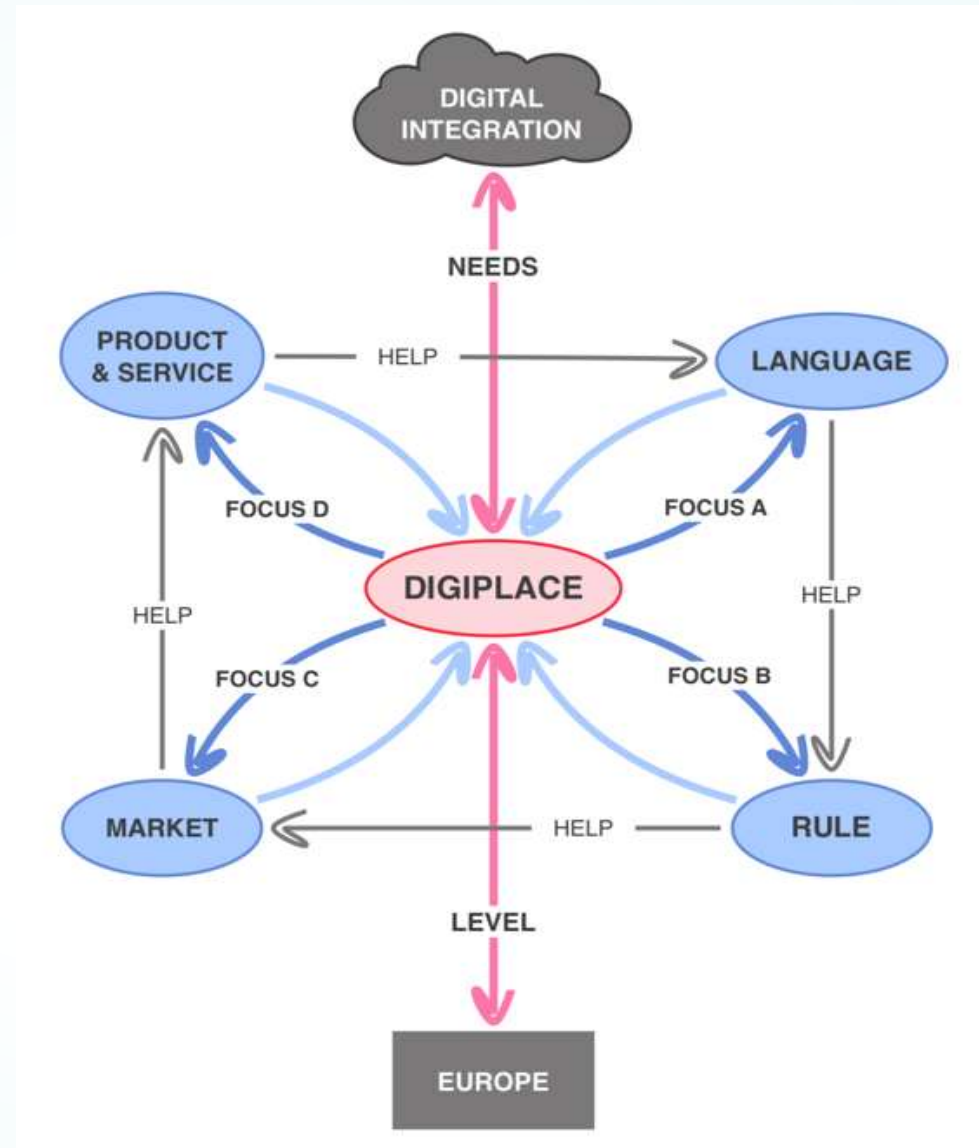 DIGITAL
INTEGRATION
NEEDS
PRODUCT
& SERVICE
HELP
LANGUAGE
FOCUS D
FOCUS A
DIGIPLACE
HELP
HELP
FOCUS C
FOCUS B
MARKET
HELP
RULE
LEVEL
EUROPE